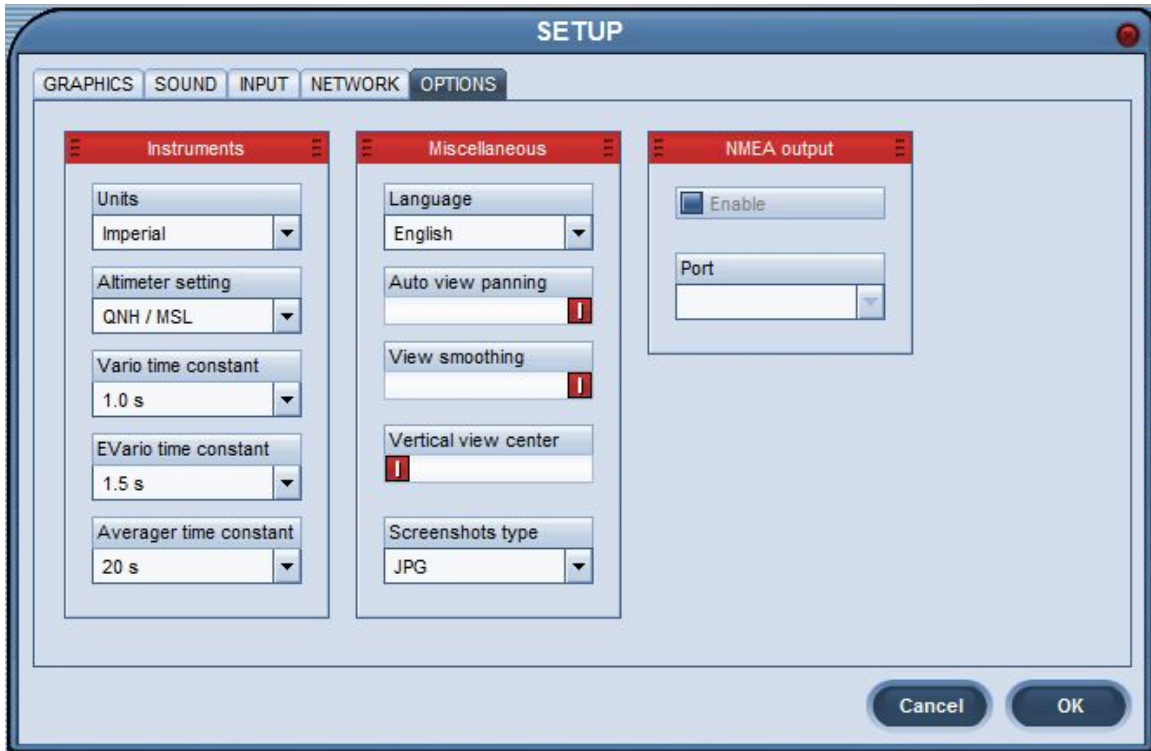 SETUP
GRAPHICS SOUND INPUT NETWORK OPTIONS
Instruments
Units
Imperial
Altimeter setting
QNH / MSL
Vario time constant
1.0 s
EVario time constant
1.5 s
Averager time constant
20 s
Miscellaneous
Language
English
Auto view panning
View smoothing
Vertical view center
Screenshots type
JPG
NMEA output
Enable
Port
Cancel OK